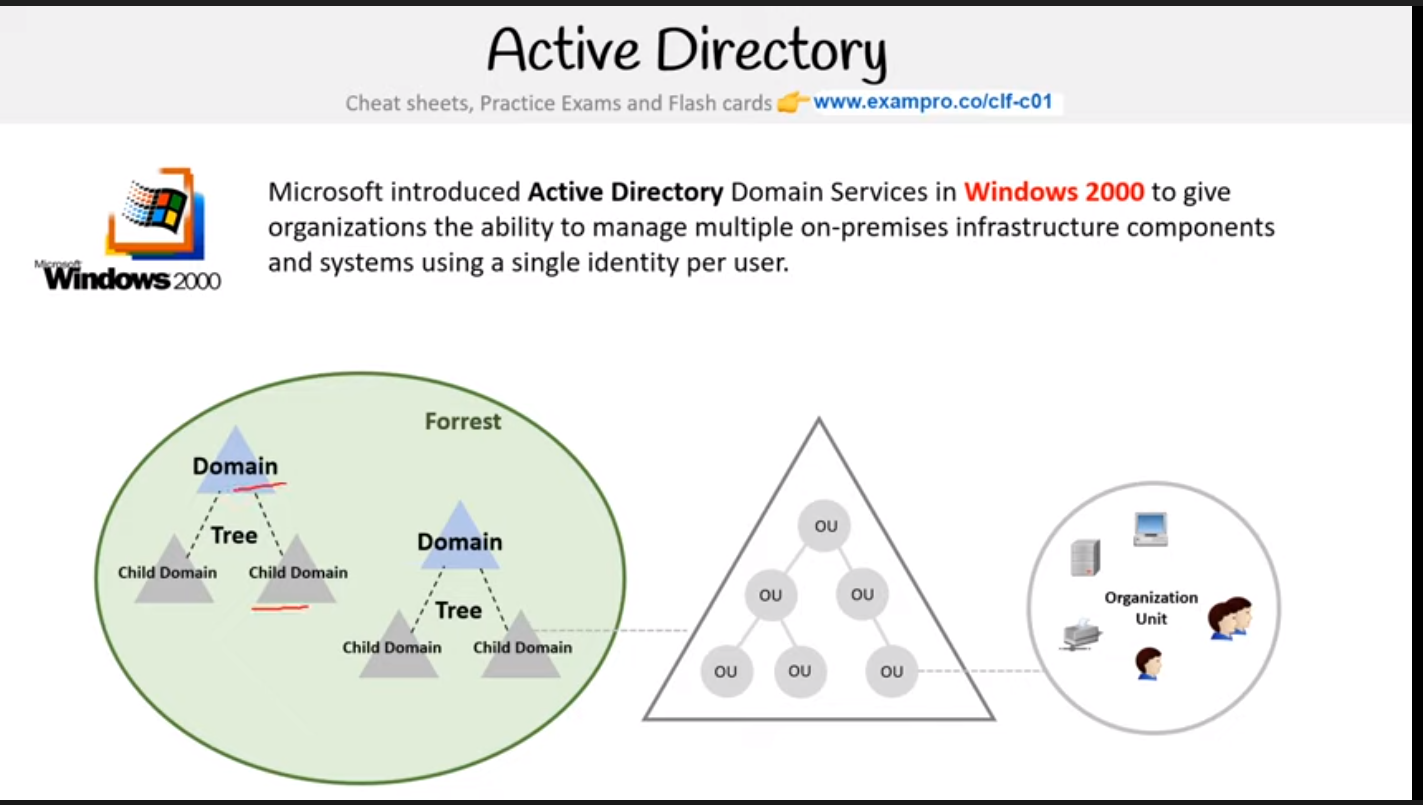 Active Directory
Cheat sheets, Practice Exams and Flash cards 👉 www.exampro.co/clf-c01
Microsoft introduced Active Directory Domain Services in Windows 2000 to give
organizations the ability to manage multiple on-premises infrastructure components
and systems using a single identity per user.
Microsoft
Windows 2000
Forrest
Domain
Tree
Child Domain
Child Domain
Domain
Tree
Child Domain
Child Domain
OU
OU
OU
OU
OU
OU
Organization
Unit